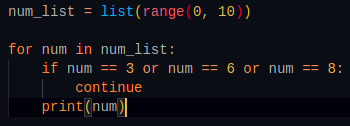 num_list = list(range(0, 10))

for num in num_list:
    if num == 3 or num == 6 or num == 8:
        continue
    print(num)